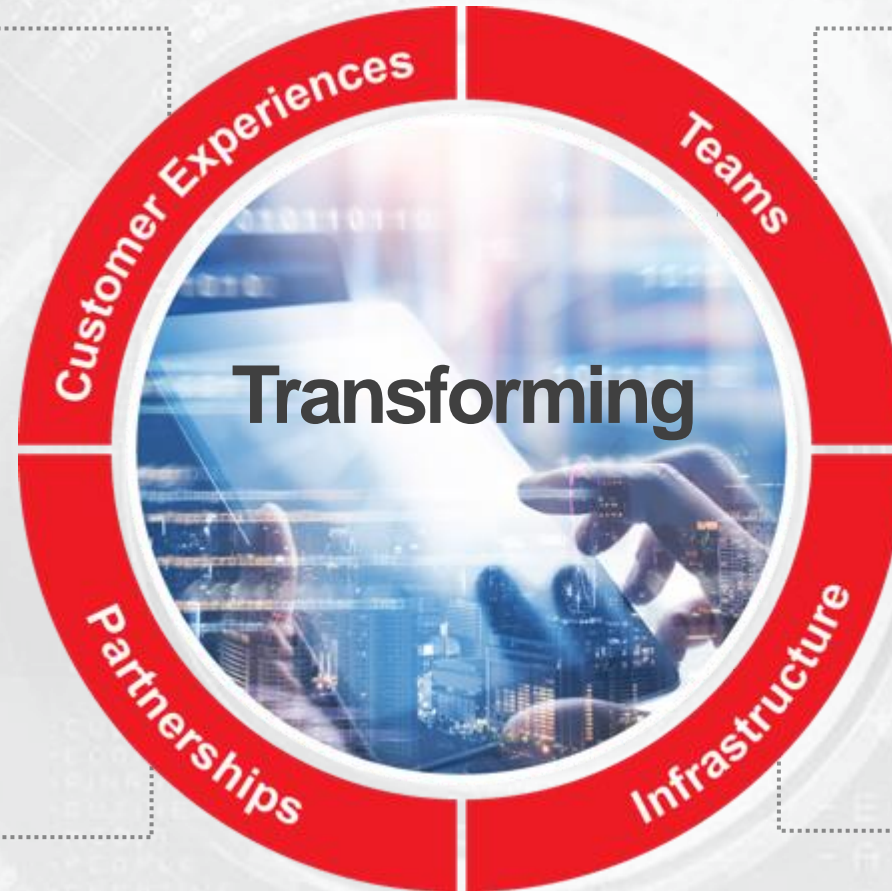 Customer Experiences
Teams
Transforming
Partnerships
Infrastructure